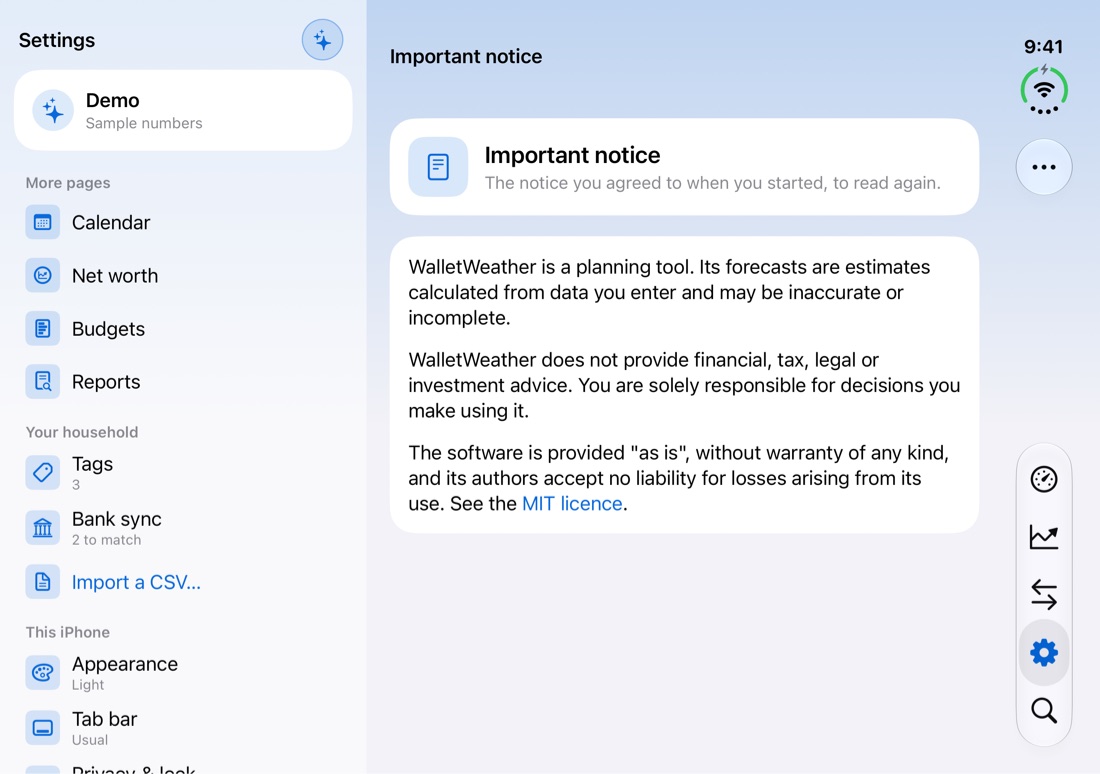 Settings
Demo
Sample numbers
More pages
Calendar
Net worth
Budgets
Reports
Your household
Tags
3
Bank sync
2 to match
Import a CSV...
This iPhone
Appearance
Light
Tab bar
Usual
Privacy & lock
Important notice
Important notice
The notice you agreed to when you started, to read again.
WalletWeather is a planning tool. Its forecasts are estimates
calculated from data you enter and may be inaccurate or
incomplete.
WalletWeather does not provide financial, tax, legal or
investment advice. You are solely responsible for decisions you
make using it.
The software is provided "as is", without warranty of any kind,
and its authors accept no liability for losses arising from its
use. See the MIT licence.
9:41